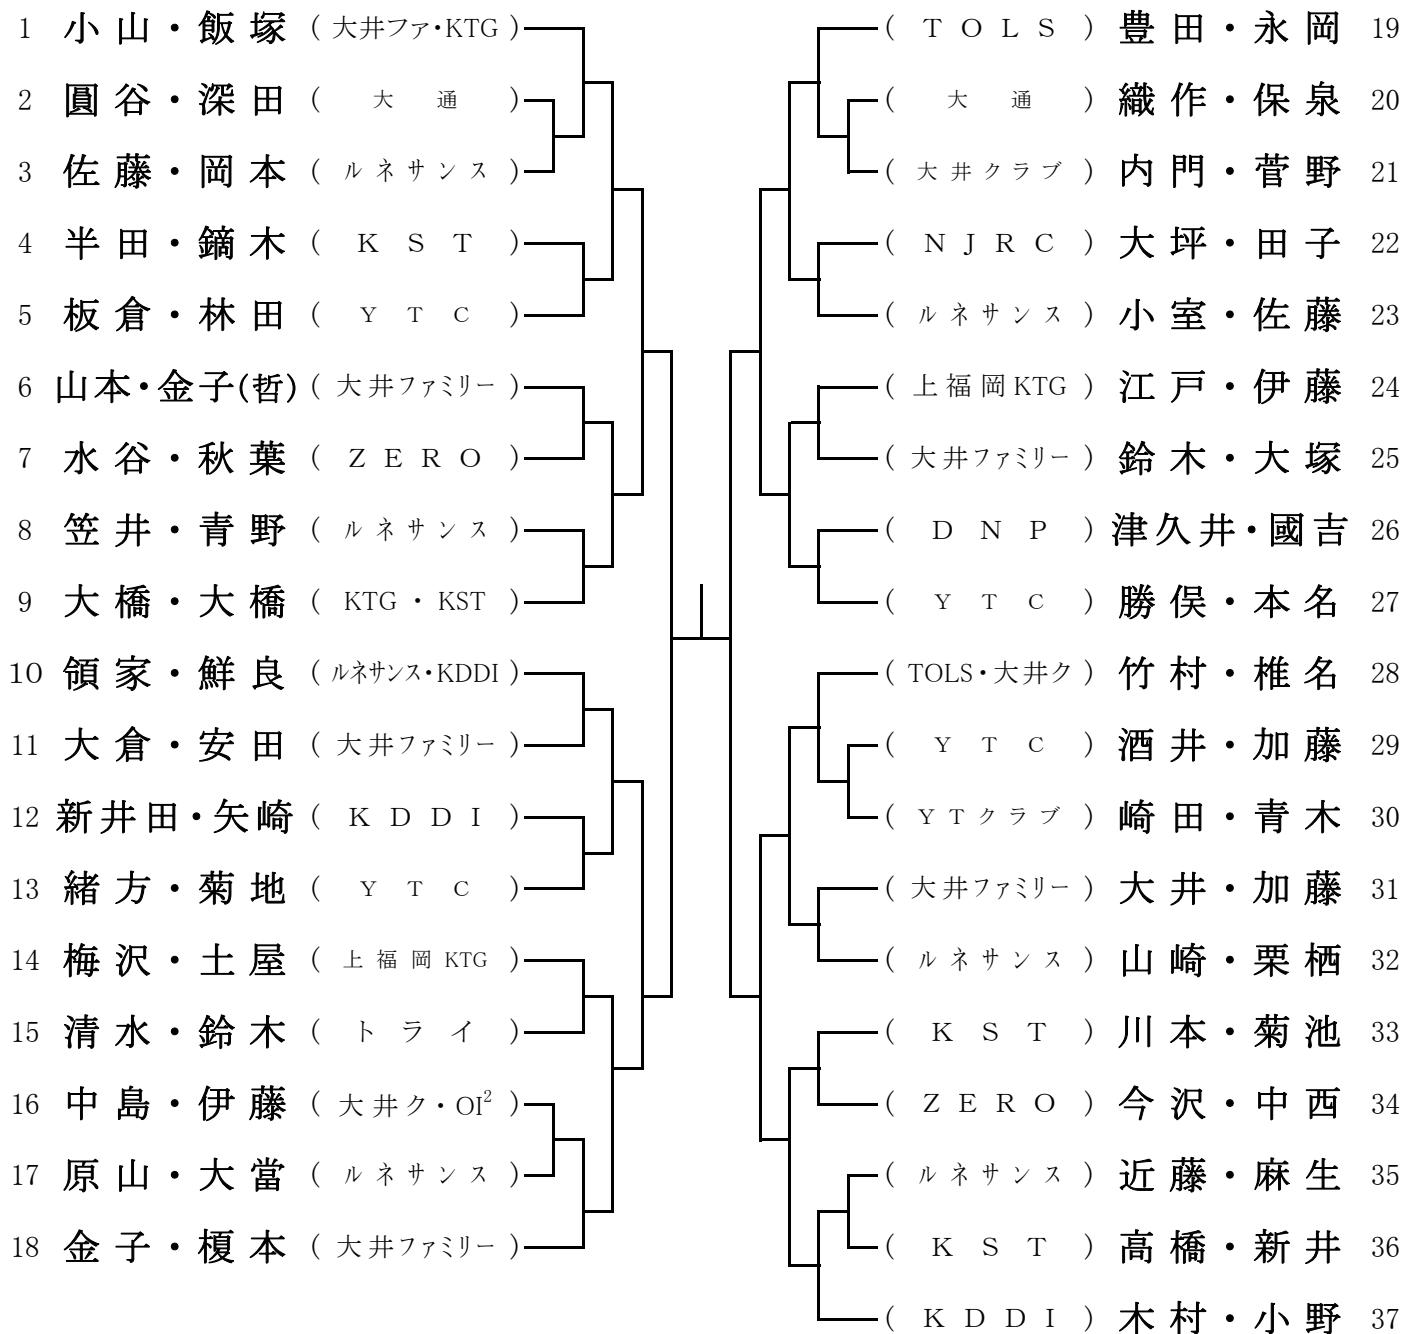 1 小山・飯塚 (大井ファ・KTG)
2 圓谷・深田 (大通)
3 佐藤・岡本 (ルネサンス)
4 半田・鏑木 (KST)
5 板倉・林田 (YTC)
6 山本・金子(哲) (大井ファミリー)
7 水谷・秋葉 (ZERO)
8 笠井・青野 (ルネサンス)
9 大橋・大橋 (KTG・KST)
10 領家・鮮良 (ルネサンス・KDDI)
11 大倉・安田 (大井ファミリー)
12 新井田・矢崎 (KDDI)
13 緒方・菊地 (YTC)
14 梅沢・土屋 (上福岡KTG)
15 清水・鈴木 (トライ)
16 中島・伊藤 (大井ク・OI²)
17 原山・大當 (ルネサンス)
18 金子・榎本 (大井ファミリー)
(TOLS) 豊田・永岡 19
(大通) 織作・保泉 20
(大井クラブ) 内門・菅野 21
(NJRC) 大坪・田子 22
(ルネサンス) 小室・佐藤 23
(上福岡KTG) 江戸・伊藤 24
(大井ファミリー) 鈴木・大塚 25
(DNP) 津久井・國吉 26
(YTC) 勝俣・本名 27
(TOLS・大井ク) 竹村・椎名 28
(YTC) 酒井・加藤 29
(YTクラブ) 崎田・青木 30
(大井ファミリー) 大井・加藤 31
(ルネサンス) 山崎・栗栖 32
(KST) 川本・菊池 33
(ZERO) 今沢・中西 34
(ルネサンス) 近藤・麻生 35
(KST) 高橋・新井 36
(KDDI) 木村・小野 37